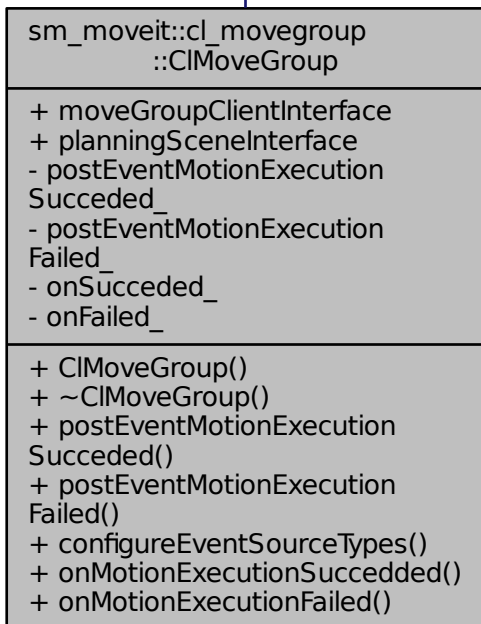 sm_moveit::cl_movegroup
::ClMoveGroup
+ moveGroupClientInterface
+ planningSceneInterface
- postEventMotionExecution
Succeded_
- postEventMotionExecution
Failed_
- onSucceded_
- onFailed_
+ ClMoveGroup()
+ ~ClMoveGroup()
+ postEventMotionExecution
Succeded()
+ postEventMotionExecution
Failed()
+ configureEventSourceTypes()
+ onMotionExecutionSuccedded()
+ onMotionExecutionFailed()